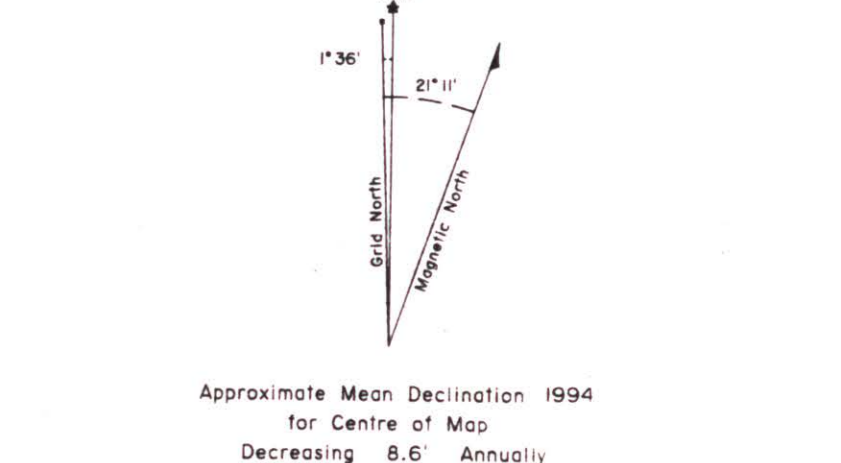 1° 36'
21° 11'
Grid North
Magnetic North
Approximate Mean Declination 1994
for Centre of Map
Decreasing 8.6' Annually